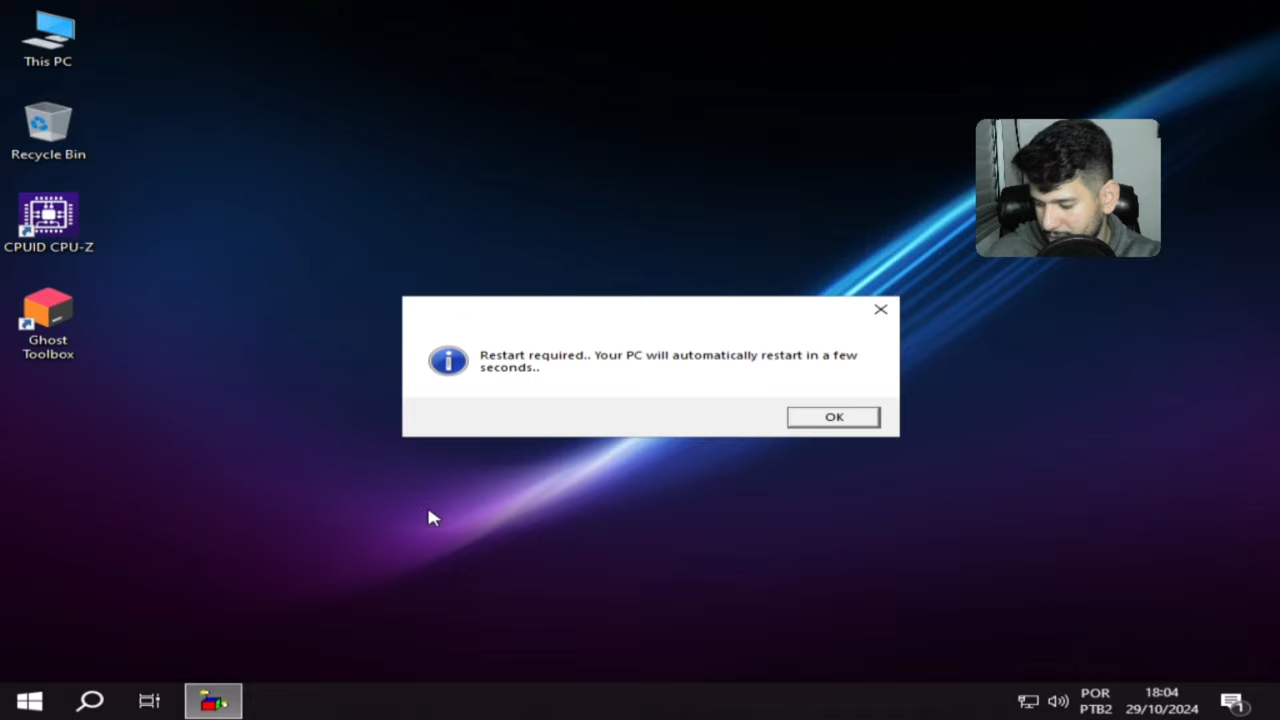 This PC
Recycle Bin
CPUID CPU-Z
Ghost
Toolbox
Restart required.. Your PC will automatically restart in a few
seconds..
OK
POR
PTB2
18:04
29/10/2024
1